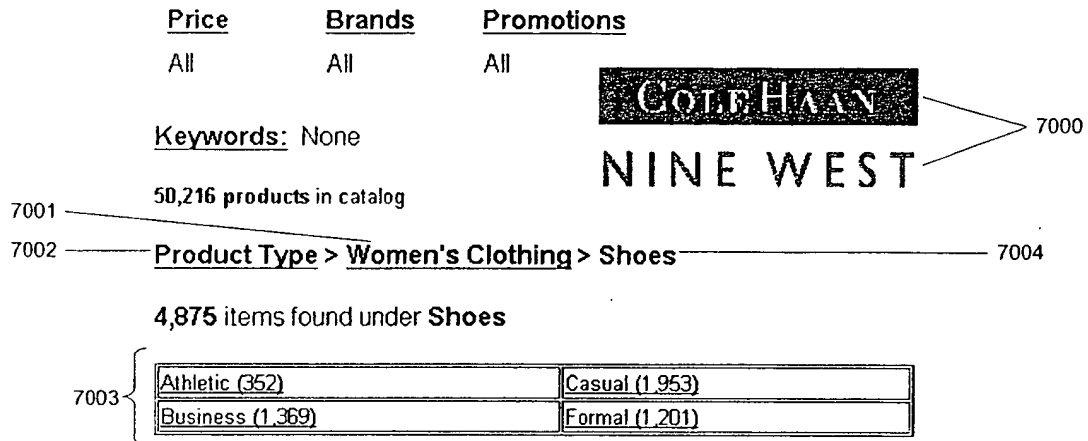 Price Brands Promotions
All All All
COLE HAAN
7000
Keywords: None
NINE WEST
50,216 products in catalog
7001
7002 Product Type > Women's Clothing > Shoes 7004
4,875 items found under Shoes
7003
Athletic (352) Casual (1,953)
Business (1,369) Formal (1,201)